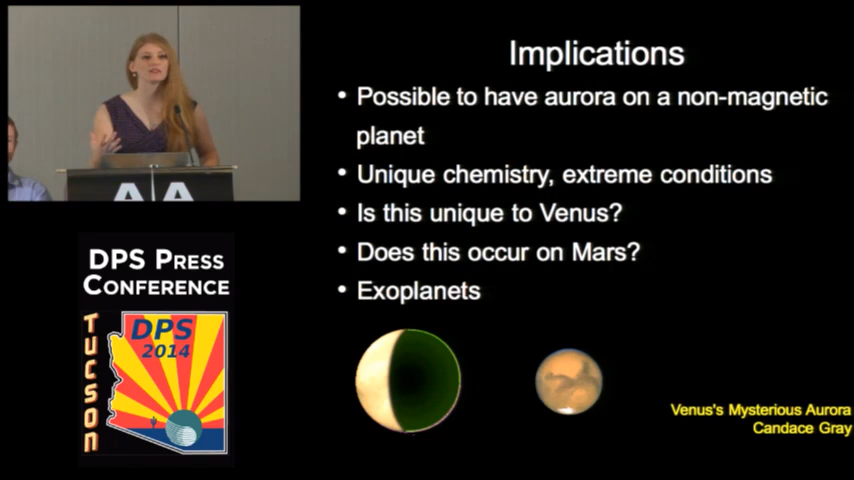 Implications
• Possible to have aurora on a non-magnetic
planet
• Unique chemistry, extreme conditions
• Is this unique to Venus?
• Does this occur on Mars?
• Exoplanets
Venus's Mysterious Aurora
Candace Gray
DPS PRESS
CONFERENCE
TUCSON
DPS
2014